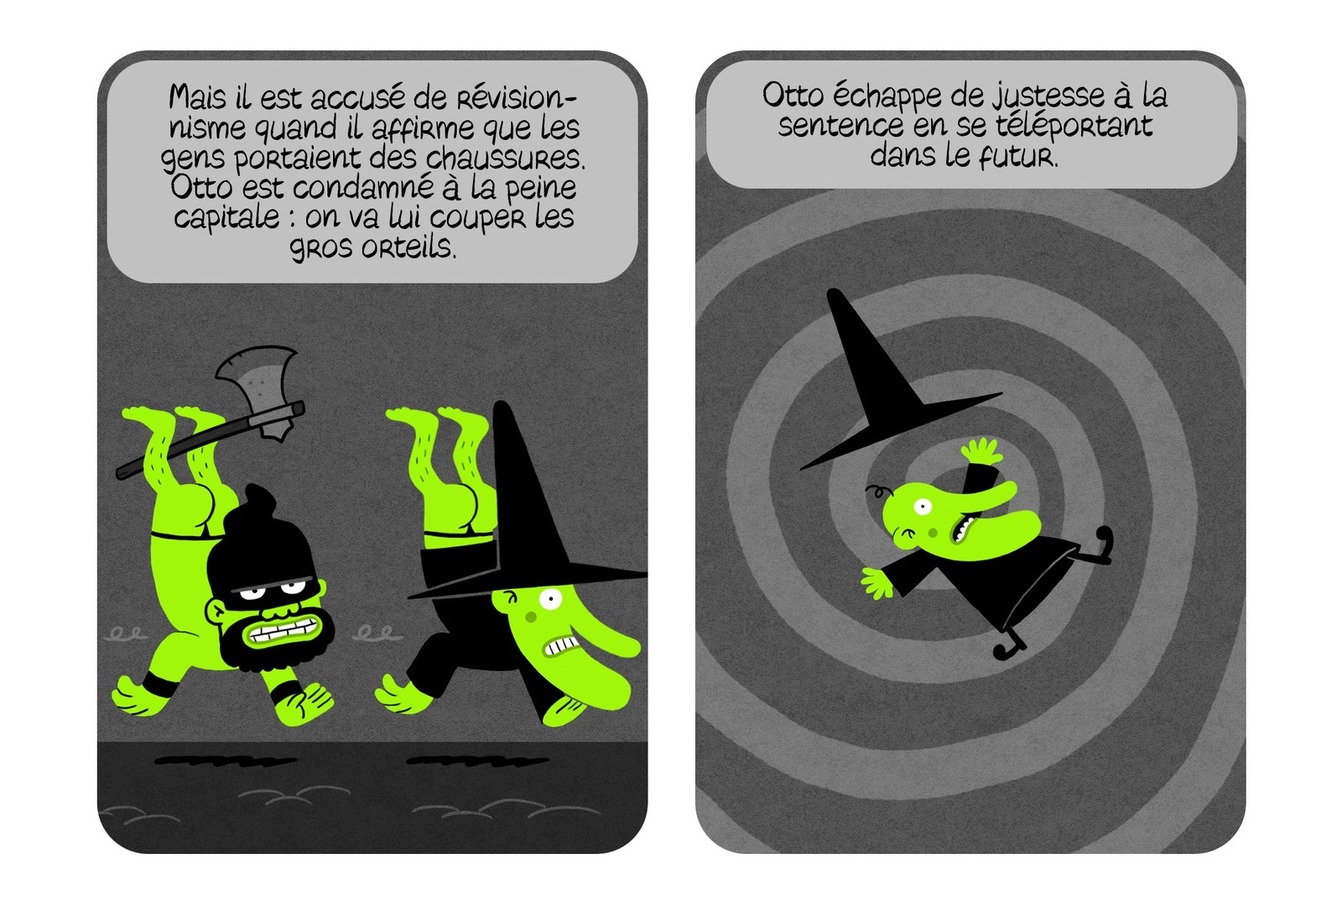 Mais il est accusé de révision-
nisme quand il affirme que les
gens portaient des chaussures.
Otto est condamné à la peine
capitale : on va lui couper les
gros orteils.
Otto échappe de justesse à la
sentence en se téléportant
dans le futur.